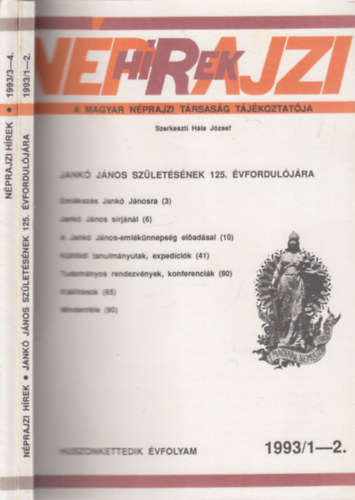 NÉPRAJZI HÍREK ● 1993/3—4.
NÉPRAJZI HÍREK ● JANKÓ JÁNOS SZÜLETÉSÉNEK 125. ÉVFORDULÓJÁRA 1993/1—2.
NÉPRAJZI
HÍREK
A MAGYAR NÉPRAJZI TÁRSASÁG TÁJÉKOZTATÓJA
Szerkeszti Hála József
JANKÓ JÁNOS SZÜLETÉSÉNEK 125. ÉVFORDULÓJÁRA
Emlékezés Jankó Jánosra (3)
Jankó János sírjánál (6)
A Jankó János-emlékünnepség előadásai (10)
Külföldi tanulmányutak, expedíciók (41)
Tudományos rendezvények, konferenciák (80)
Kiállítások (85)
Mindenféle (90)
HUSZONKETTEDIK ÉVFOLYAM
1993/1—2.